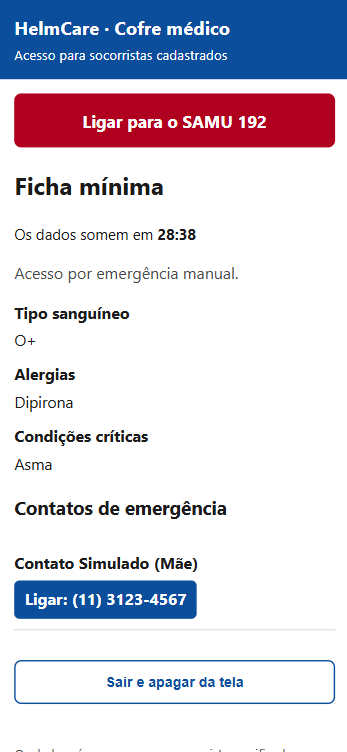 HelmCare · Cofre médico
Acesso para socorristas cadastrados
Ligar para o SAMU 192
Ficha mínima
Os dados somem em 28:38
Acesso por emergência manual.
Tipo sanguíneo
O+
Alergias
Dipirona
Condições críticas
Asma
Contatos de emergência
Contato Simulado (Mãe)
Ligar: (11) 3123-4567
Sair e apagar da tela